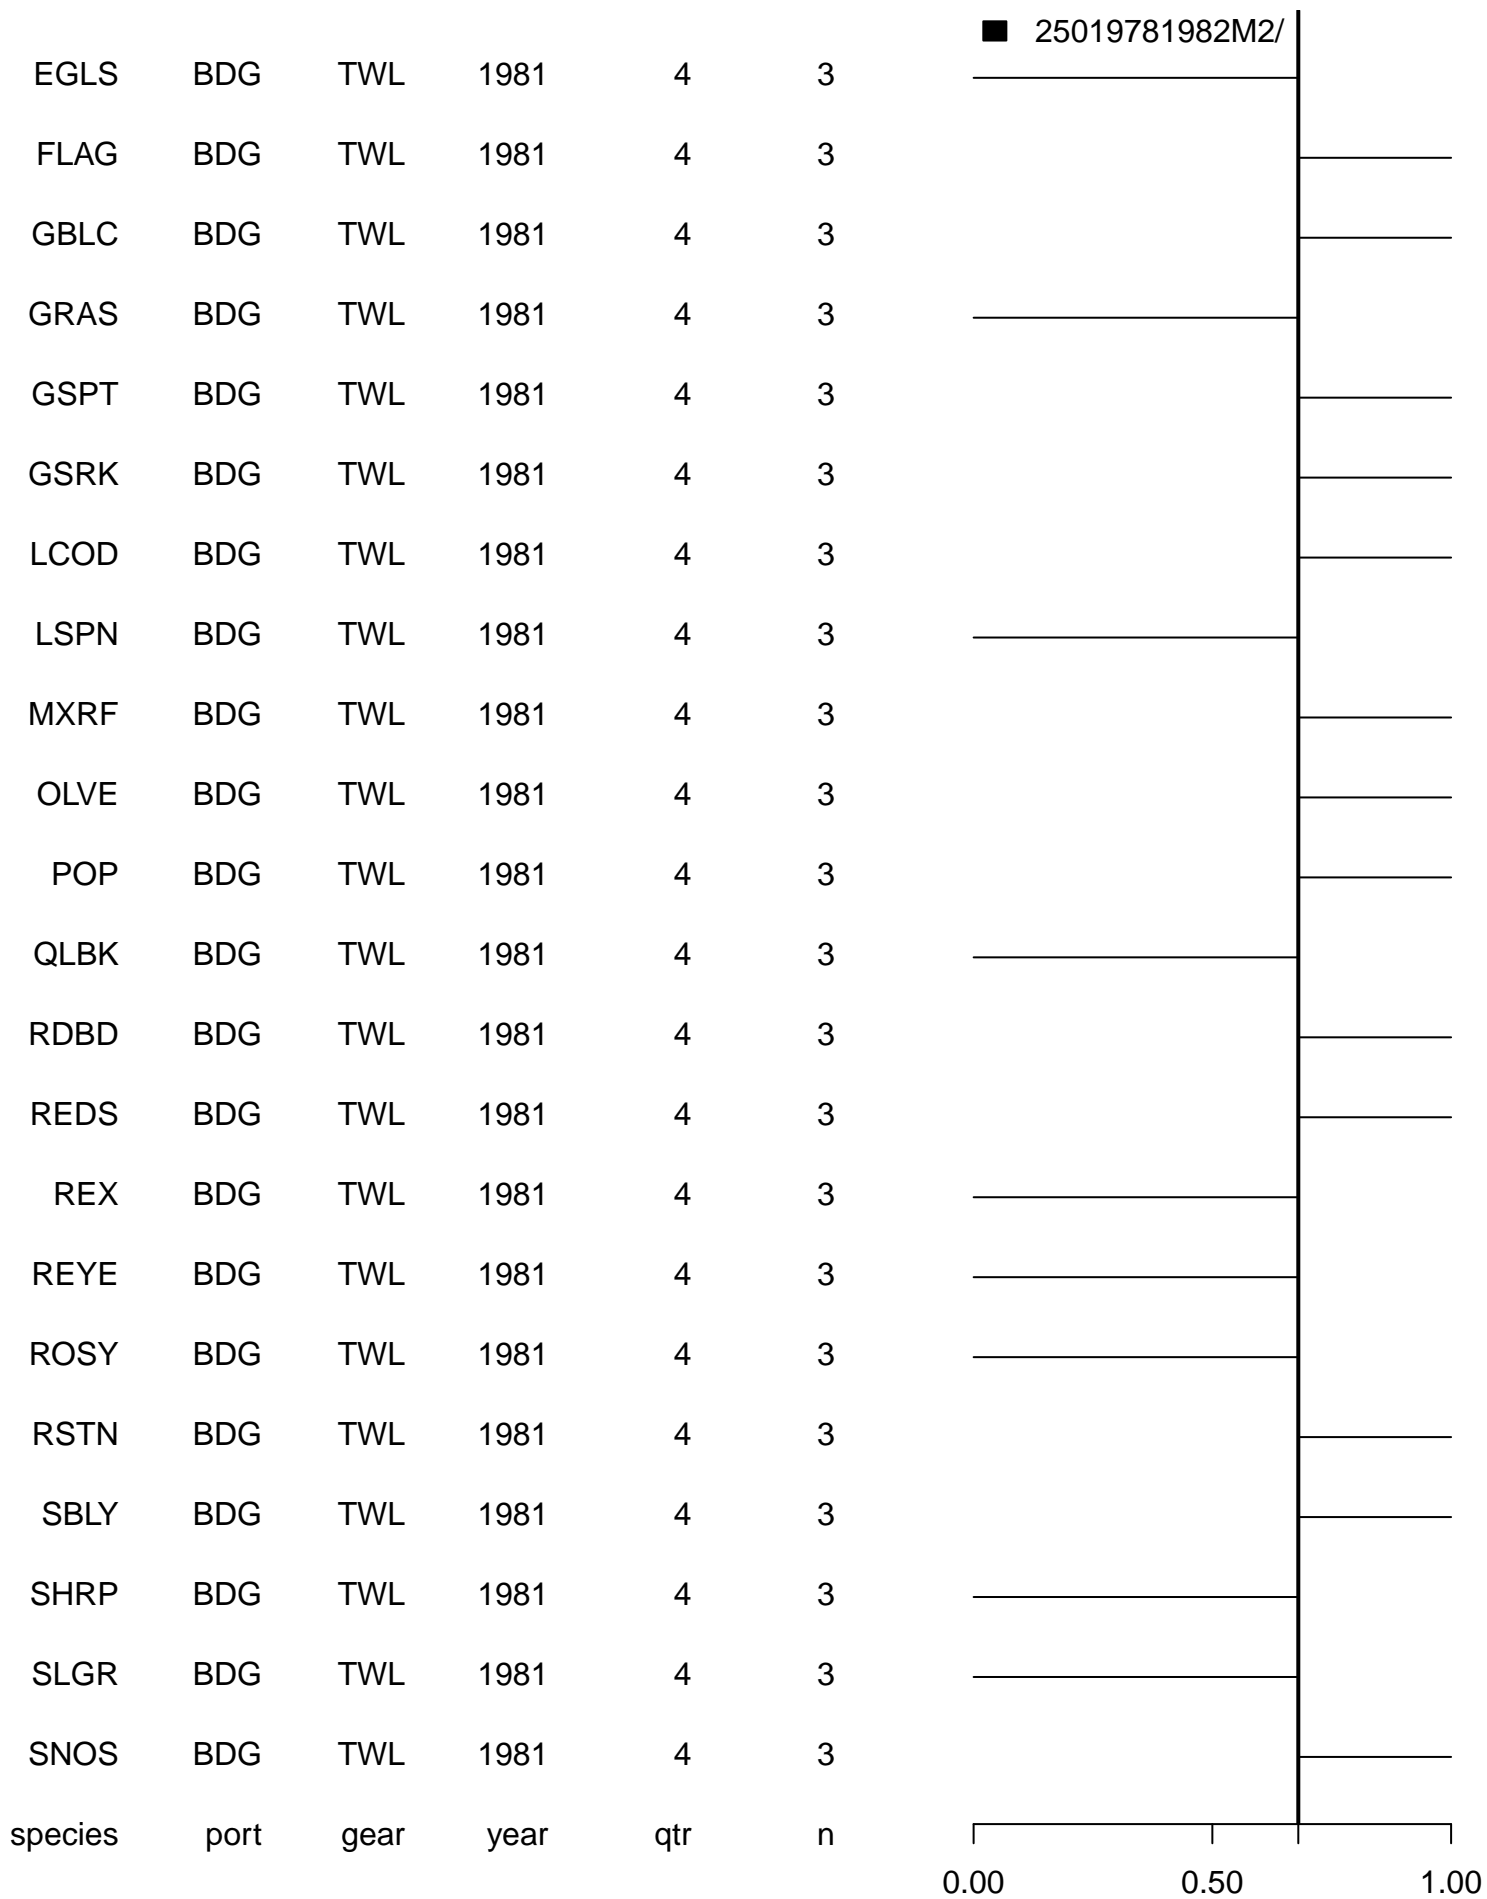 25019781982M2/
EGLS BDG TWL 1981 4 3
FLAG BDG TWL 1981 4 3
GBLC BDG TWL 1981 4 3
GRAS BDG TWL 1981 4 3
GSPT BDG TWL 1981 4 3
GSRK BDG TWL 1981 4 3
LCOD BDG TWL 1981 4 3
LSPN BDG TWL 1981 4 3
MXRF BDG TWL 1981 4 3
OLVE BDG TWL 1981 4 3
POP BDG TWL 1981 4 3
QLBK BDG TWL 1981 4 3
RDBD BDG TWL 1981 4 3
REDS BDG TWL 1981 4 3
REX BDG TWL 1981 4 3
REYE BDG TWL 1981 4 3
ROSY BDG TWL 1981 4 3
RSTN BDG TWL 1981 4 3
SBLY BDG TWL 1981 4 3
SHRP BDG TWL 1981 4 3
SLGR BDG TWL 1981 4 3
SNOS BDG TWL 1981 4 3
species port gear year qtr n
0.00 0.50 1.00